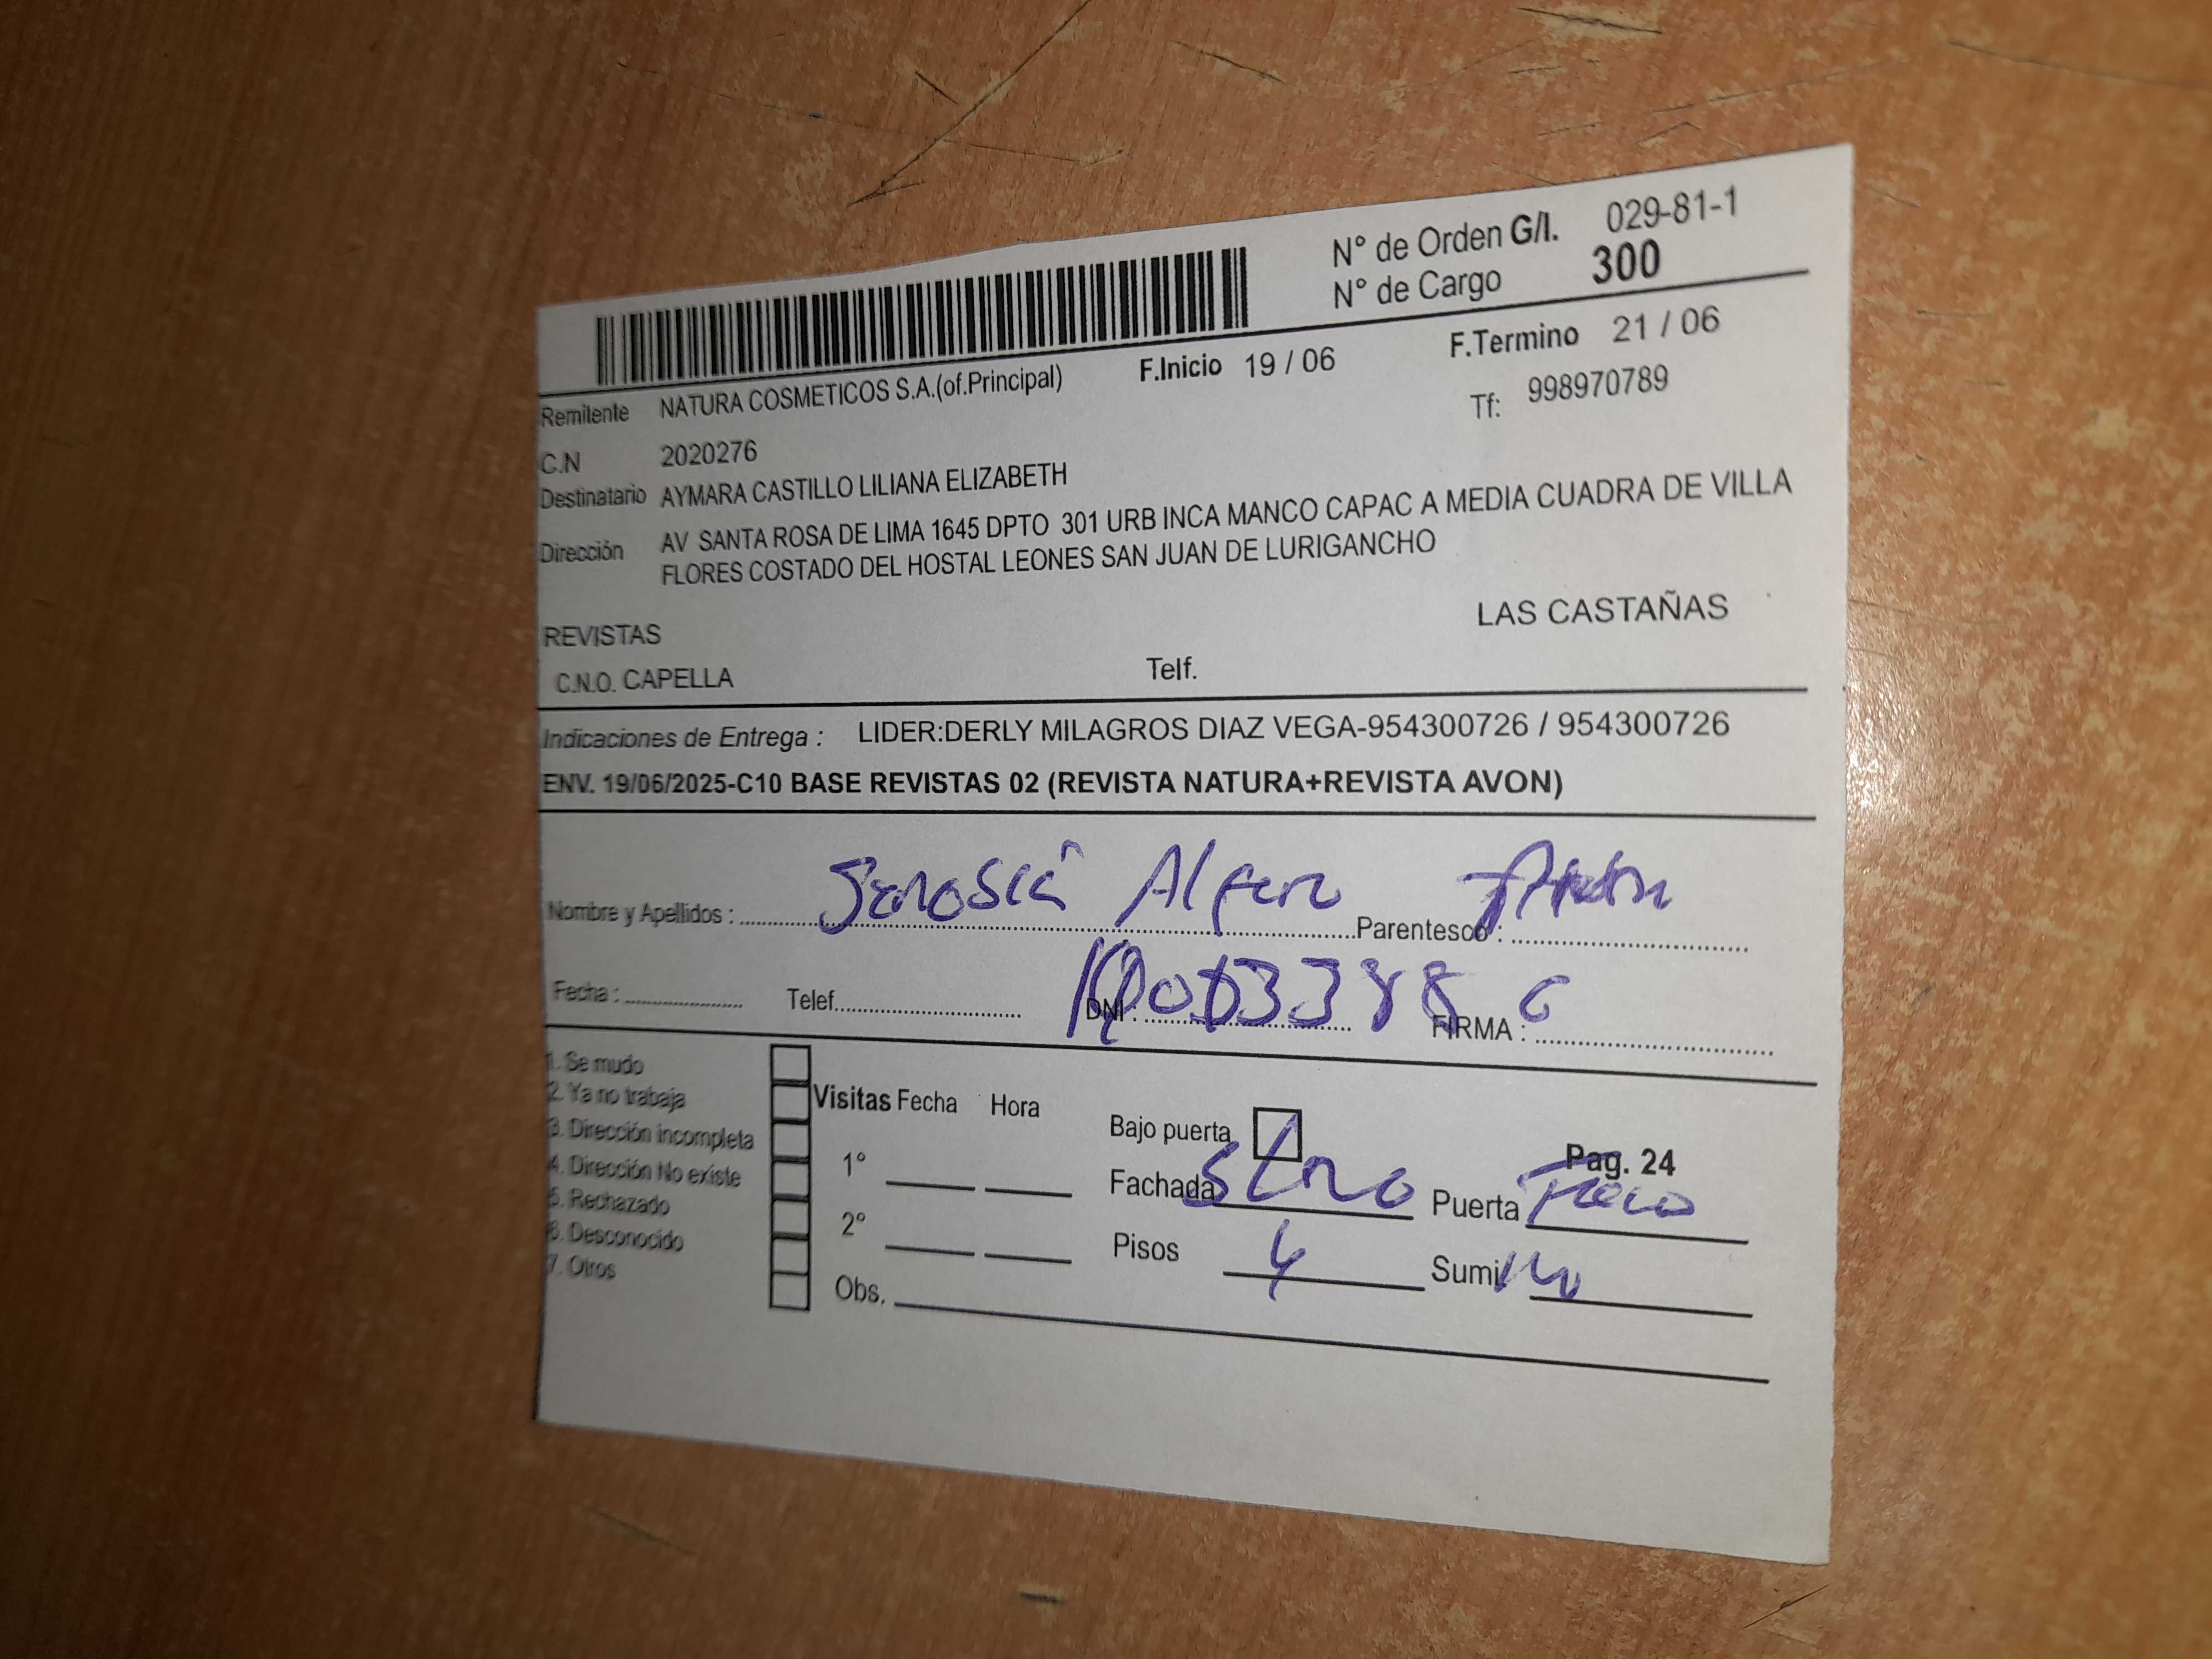 N° de Orden G/I. 029-81-1
N° de Cargo 300
F.Inicio 19 / 06 F.Termino 21 / 06
Remitente NATURA COSMETICOS S.A.(of.Principal)
Tf: 998970789
C.N 2020276
Destinatario AYMARA CASTILLO LILIANA ELIZABETH
Dirección AV SANTA ROSA DE LIMA 1645 DPTO 301 URB INCA MANCO CAPAC A MEDIA CUADRA DE VILLA
FLORES COSTADO DEL HOSTAL LEONES SAN JUAN DE LURIGANCHO
LAS CASTAÑAS
REVISTAS
C.N.O. CAPELLA Telf.
Indicaciones de Entrega : LIDER:DERLY MILAGROS DIAZ VEGA-954300726 / 954300726
ENV. 19/06/2025-C10 BASE REVISTAS 02 (REVISTA NATURA+REVISTA AVON)
Nombre y Apellidos : Parentesco :
Fecha : Telef. DNI : FIRMA :
1. Se mudo
2. Ya no trabaja
3. Dirección incompleta
4. Dirección No existe
5. Rechazado
6. Desconocido
7. Otros
Visitas Fecha Hora
1°
2°
Obs.
Bajo puerta
Pag. 24
Fachada Puerta
Pisos 4 Sumi